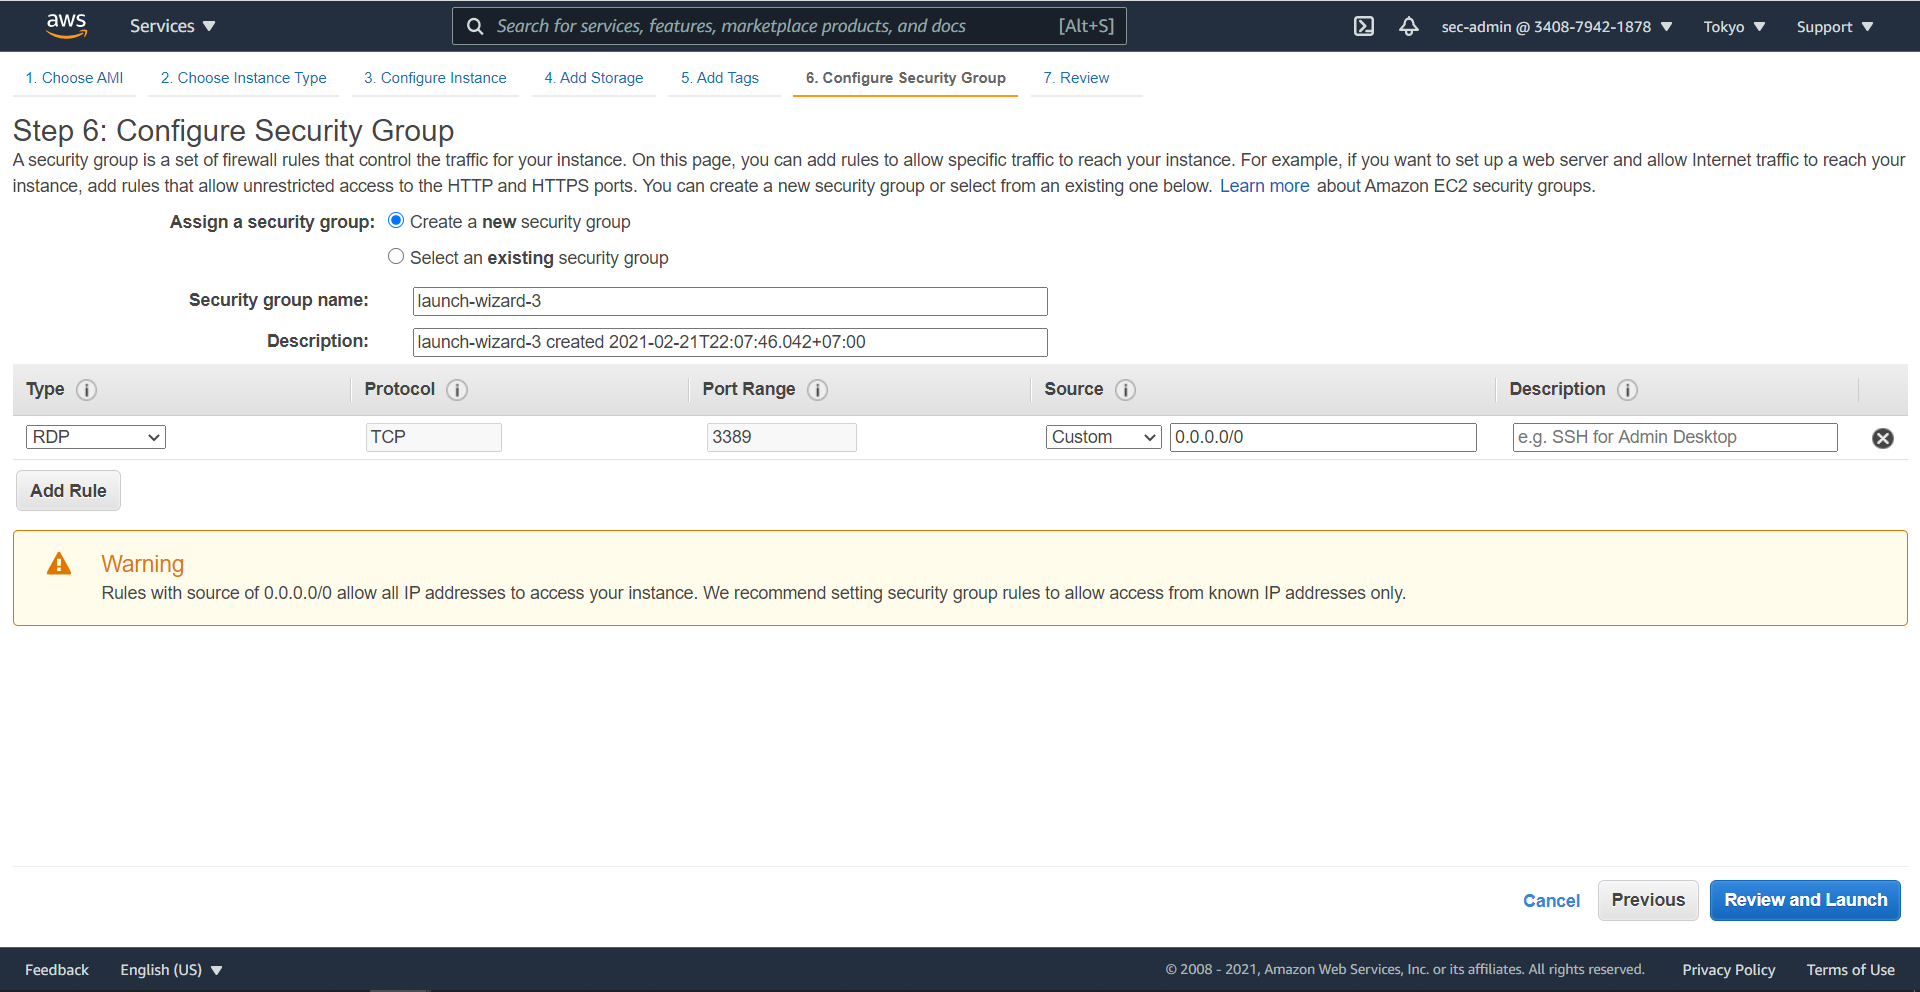 aws
Services
Search for services, features, marketplace products, and docs [Alt+S]
sec-admin @ 3408-7942-1878
Tokyo
Support
1. Choose AMI
2. Choose Instance Type
3. Configure Instance
4. Add Storage
5. Add Tags
6. Configure Security Group
7. Review
Step 6: Configure Security Group
A security group is a set of firewall rules that control the traffic for your instance. On this page, you can add rules to allow specific traffic to reach your instance. For example, if you want to set up a web server and allow Internet traffic to reach your
instance, add rules that allow unrestricted access to the HTTP and HTTPS ports. You can create a new security group or select from an existing one below. Learn more about Amazon EC2 security groups.
Assign a security group: Create a new security group
Select an existing security group
Security group name: launch-wizard-3
Description: launch-wizard-3 created 2021-02-21T22:07:46.042+07:00
Type i Protocol i Port Range i Source i Description i
RDP TCP 3389 Custom 0.0.0.0/0 e.g. SSH for Admin Desktop
Add Rule
Warning
Rules with source of 0.0.0.0/0 allow all IP addresses to access your instance. We recommend setting security group rules to allow access from known IP addresses only.
Cancel
Previous
Review and Launch
Feedback
English (US)
© 2008 - 2021, Amazon Web Services, Inc. or its affiliates. All rights reserved.
Privacy Policy
Terms of Use